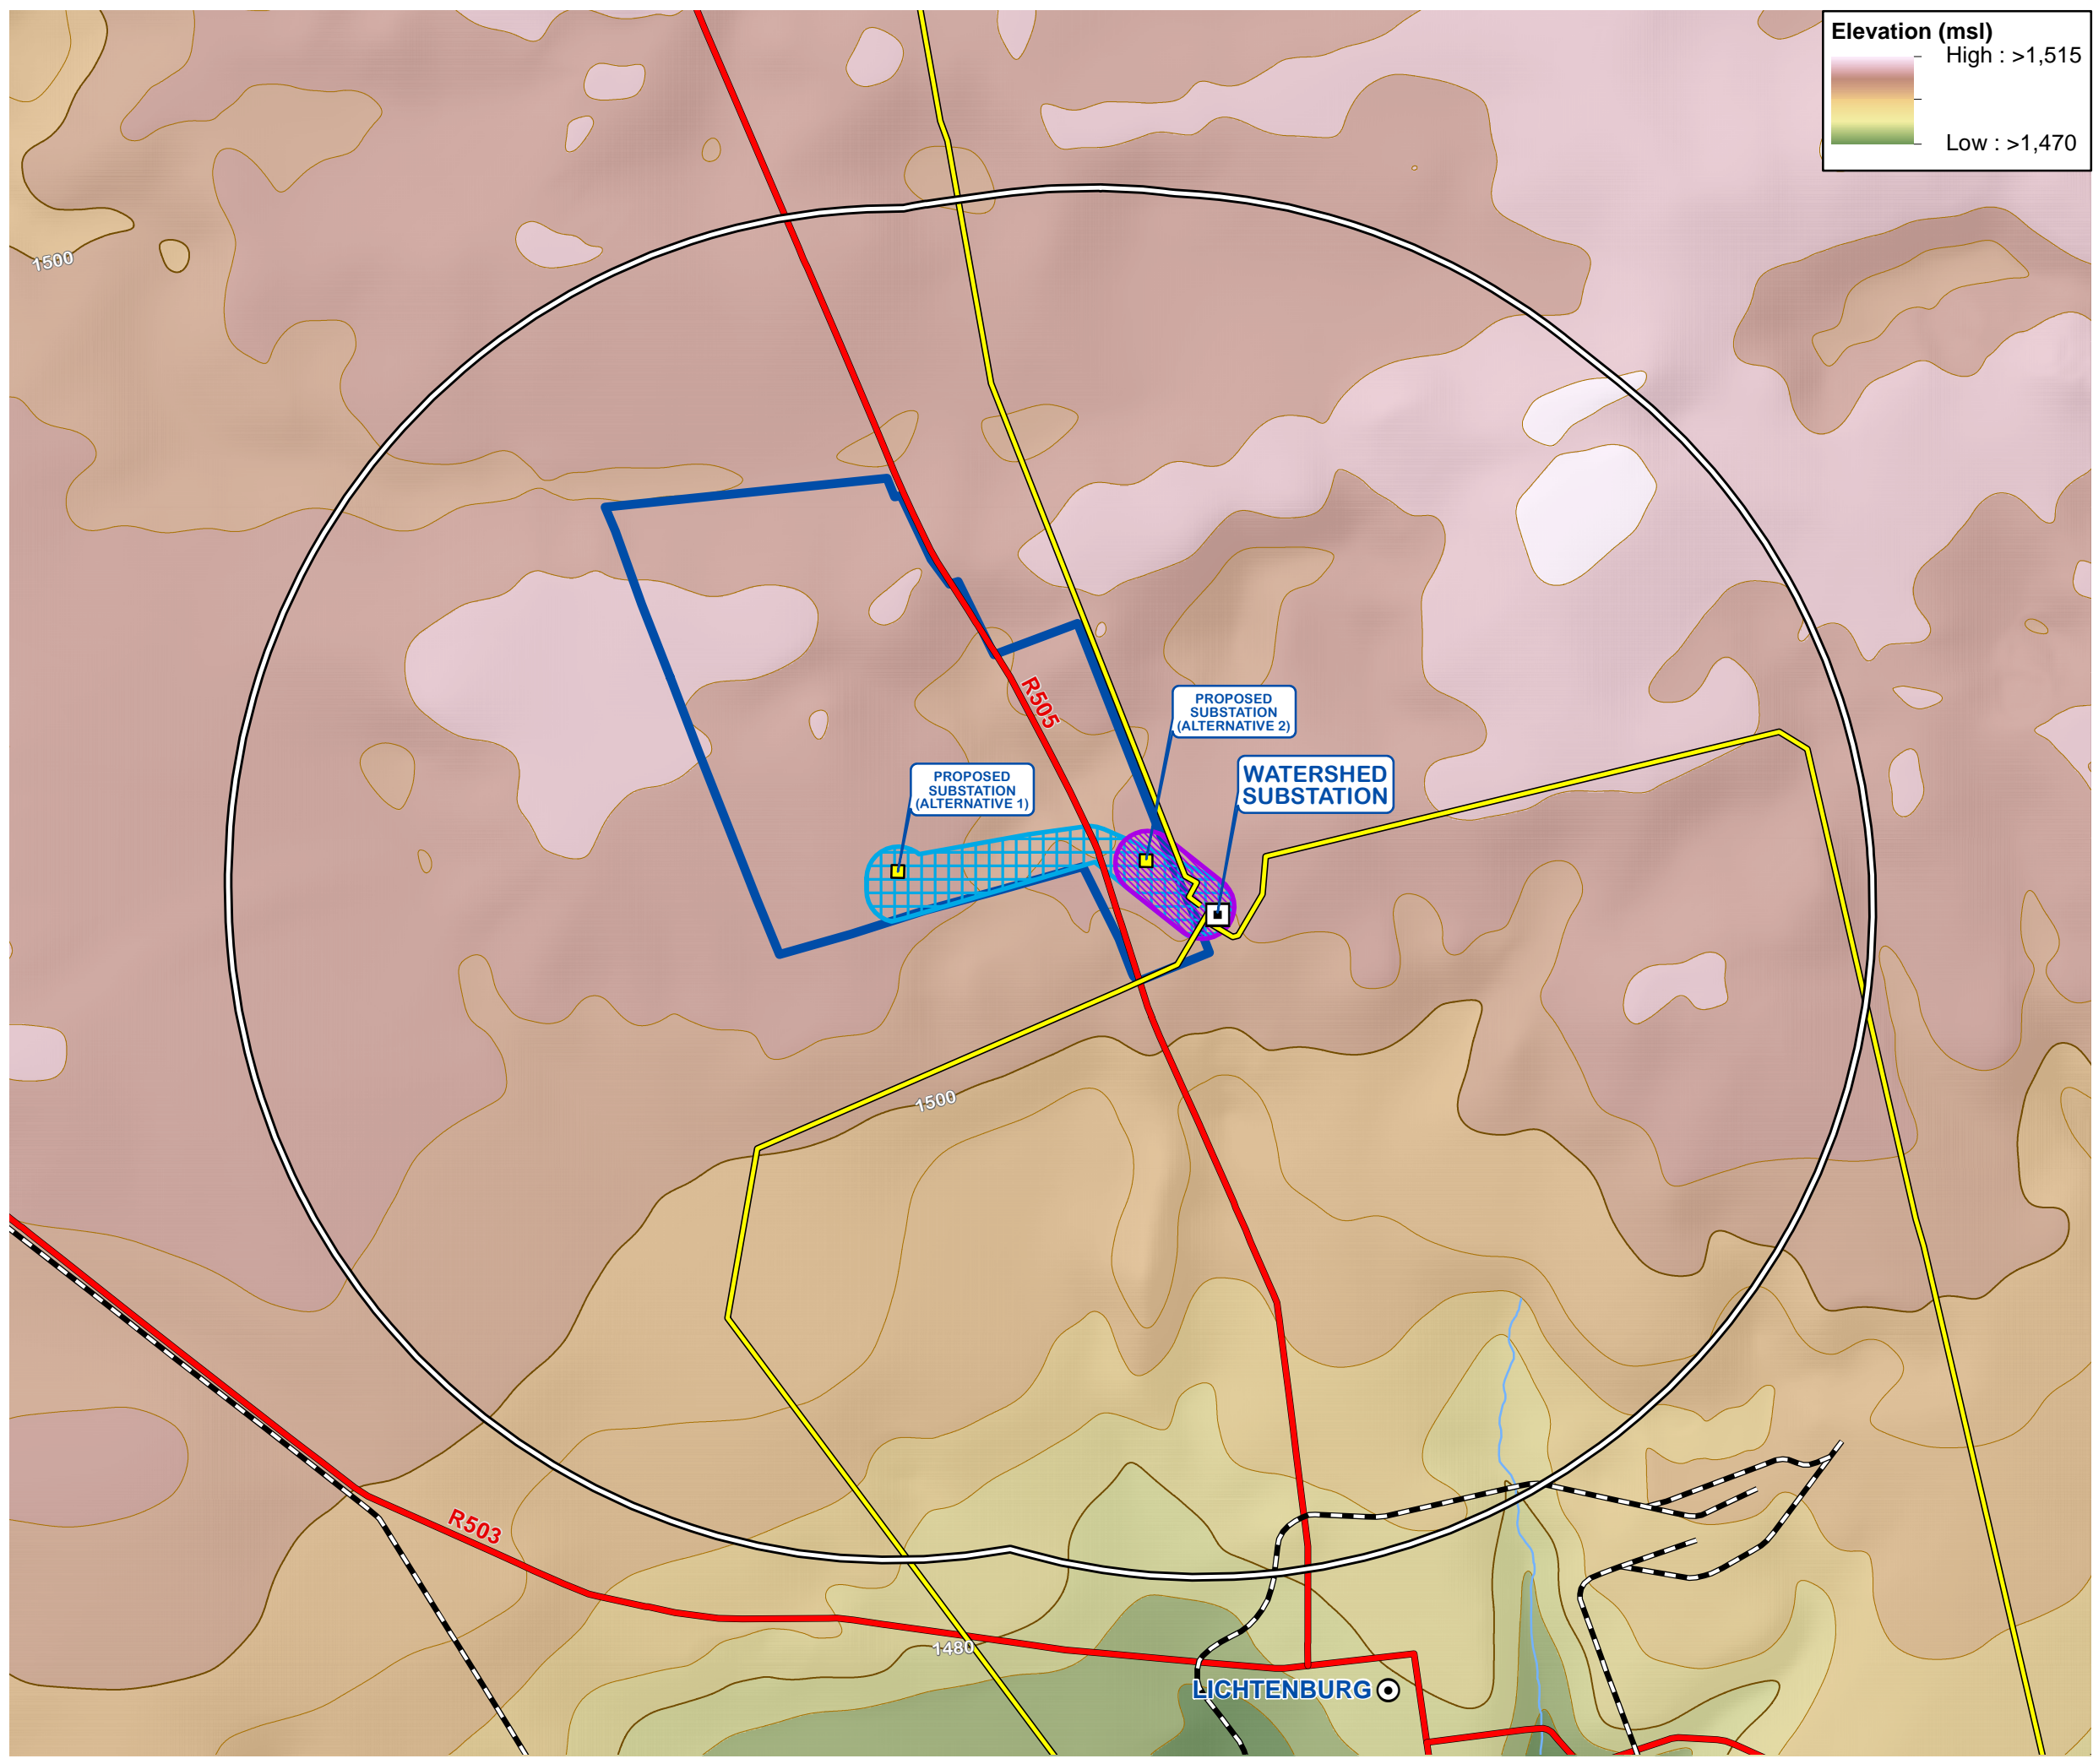 Elevation (msl)
High : >1,515
Low : >1,470
1500
R505
PROPOSED
SUBSTATION
(ALTERNATIVE 2)
WATERSHED
SUBSTATION
PROPOSED
SUBSTATION
(ALTERNATIVE 1)
1500
R503
1480
LICHTENBURG